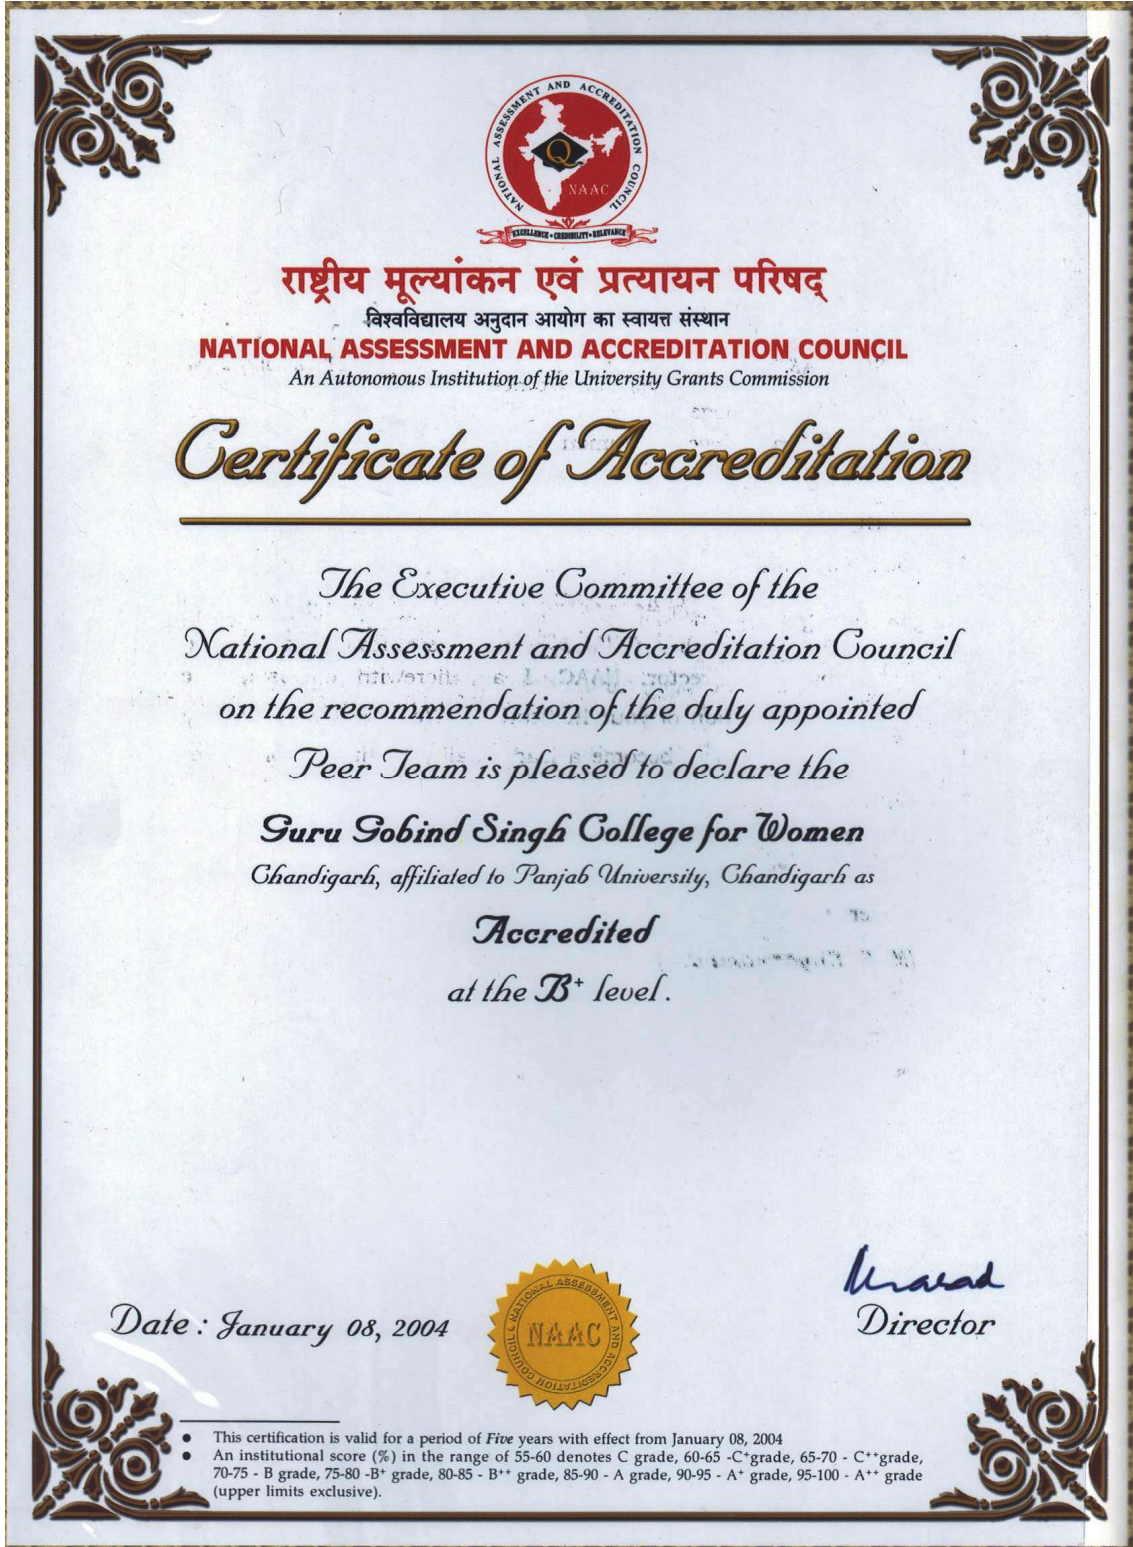 NATIONAL ASSESSMENT AND ACCREDITATION COUNCIL
Q
NAAC
EXCELLENCE • CREDIBILITY • RELEVANCE
राष्ट्रीय मूल्यांकन एवं प्रत्यायन परिषद्
विश्वविद्यालय अनुदान आयोग का स्वायत्त संस्थान
NATIONAL ASSESSMENT AND ACCREDITATION COUNCIL
An Autonomous Institution of the University Grants Commission
Certificate of Accreditation
The Executive Committee of the
National Assessment and Accreditation Council
on the recommendation of the duly appointed
Peer Team is pleased to declare the
Guru Gobind Singh College for Women
Chandigarh, affiliated to Panjab University, Chandigarh as
Accredited
at the B⁺ level.
Date : January 08, 2004
NATIONAL ASSESSMENT AND ACCREDITATION COUNCIL
NAAC
Director
• This certification is valid for a period of Five years with effect from January 08, 2004
• An institutional score (%) in the range of 55-60 denotes C grade, 60-65 -C⁺grade, 65-70 - C⁺⁺grade,
70-75 - B grade, 75-80 -B⁺ grade, 80-85 - B⁺⁺ grade, 85-90 - A grade, 90-95 - A⁺ grade, 95-100 - A⁺⁺ grade
(upper limits exclusive).